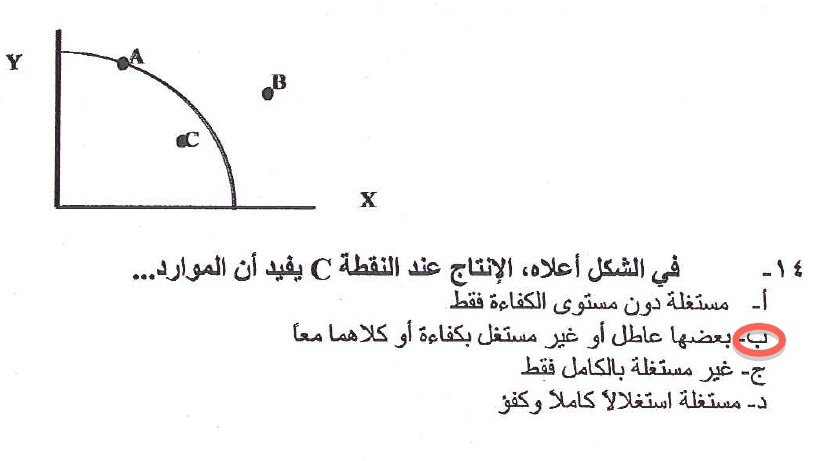 Y
A
B
C
X
١٤- في الشكل أعلاه، الإنتاج عند النقطة C يفيد أن الموارد...
أ- مستغلة دون مستوى الكفاءة فقط
ب- بعضها عاطل أو غير مستغل بكفاءة أو كلاهما معاً
ج- غير مستغلة بالكامل فقط
د- مستغلة استغلالاً كاملاً وكفؤ